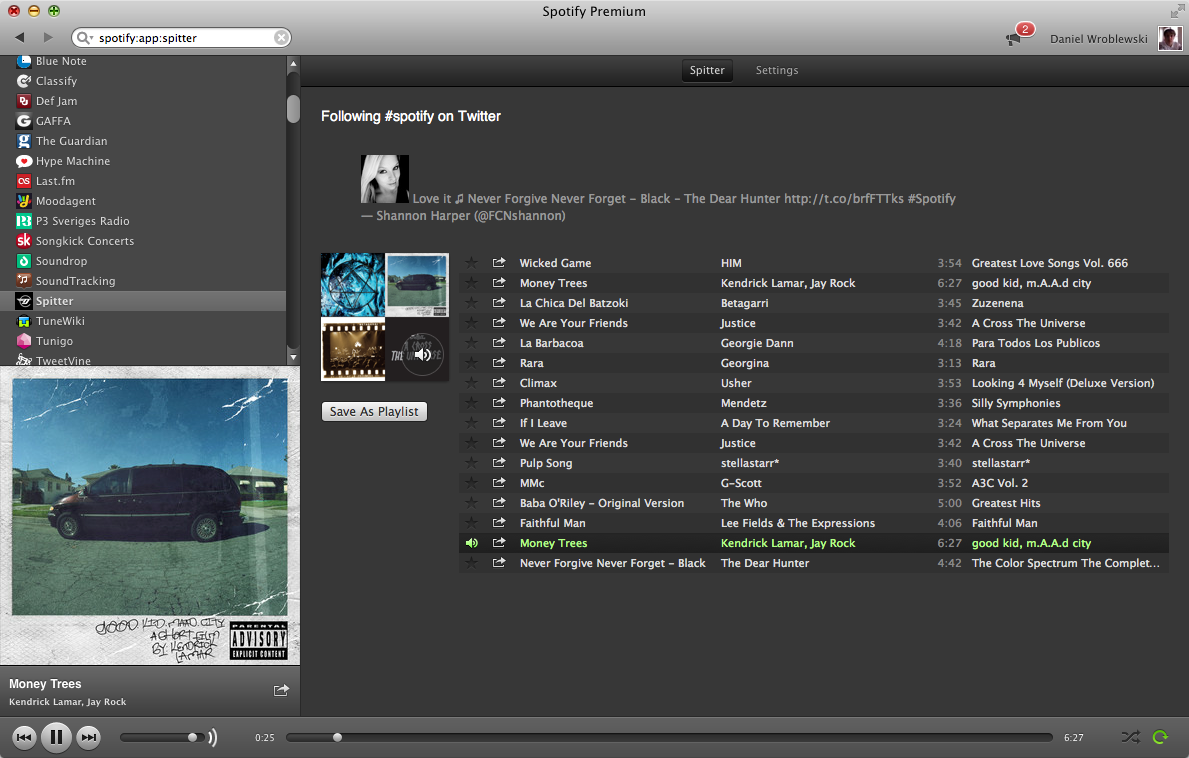 Spotify Premium
spotify:app:spitter
2
Daniel Wroblewski
Blue Note
Classify
Def Jam
GAFFA
The Guardian
Hype Machine
Last.fm
Moodagent
P3 Sveriges Radio
Songkick Concerts
Soundrop
SoundTracking
Spitter
TuneWiki
Tunigo
TweetVine
Spitter Settings
Following #spotify on Twitter
Love it ♫ Never Forgive Never Forget – Black – The Dear Hunter http://t.co/brfFTTks #Spotify
— Shannon Harper (@FCNshannon)
Save As Playlist
Wicked Game HIM 3:54 Greatest Love Songs Vol. 666
Money Trees Kendrick Lamar, Jay Rock 6:27 good kid, m.A.A.d city
La Chica Del Batzoki Betagarri 3:45 Zuzenena
We Are Your Friends Justice 3:42 A Cross The Universe
La Barbacoa Georgie Dann 4:18 Para Todos Los Publicos
Rara Georgina 3:13 Rara
Climax Usher 3:53 Looking 4 Myself (Deluxe Version)
Phantotheque Mendetz 3:36 Silly Symphonies
If I Leave A Day To Remember 3:24 What Separates Me From You
We Are Your Friends Justice 3:42 A Cross The Universe
Pulp Song stellastarr* 3:40 stellastarr*
MMc G-Scott 3:52 A3C Vol. 2
Baba O'Riley – Original Version The Who 5:00 Greatest Hits
Faithful Man Lee Fields & The Expressions 4:06 Faithful Man
Money Trees Kendrick Lamar, Jay Rock 6:27 good kid, m.A.A.d city
Never Forgive Never Forget – Black The Dear Hunter 4:42 The Color Spectrum The Complet...
GOOD KID, MAAD CITY
A SHORT FILM
BY KENDRICK
LAMAR
PARENTAL
ADVISORY
EXPLICIT CONTENT
Money Trees
Kendrick Lamar, Jay Rock
0:25 6:27